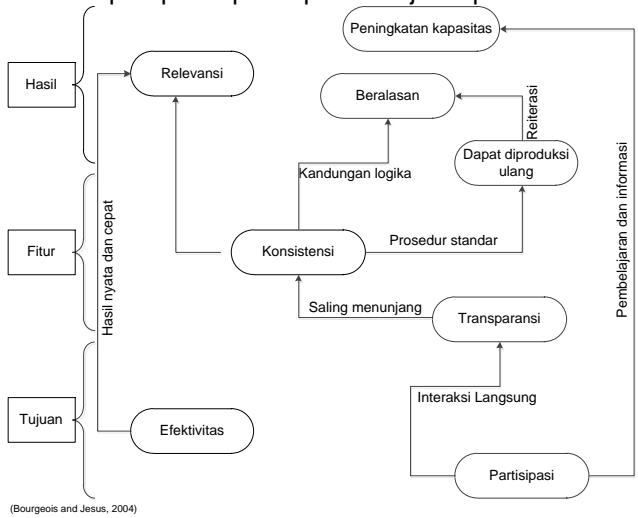 Peningkatan kapasitas
Hasil
Relevansi
Beralasan
Reiterasi
Dapat diproduksi
ulang
Kandungan logika
Pembelajaran dan informasi
Hasil nyata dan cepat
Fitur
Konsistensi
Prosedur standar
Saling menunjang
Transparansi
Interaksi Langsung
Tujuan
Efektivitas
Partisipasi
(Bourgeois and Jesus, 2004)